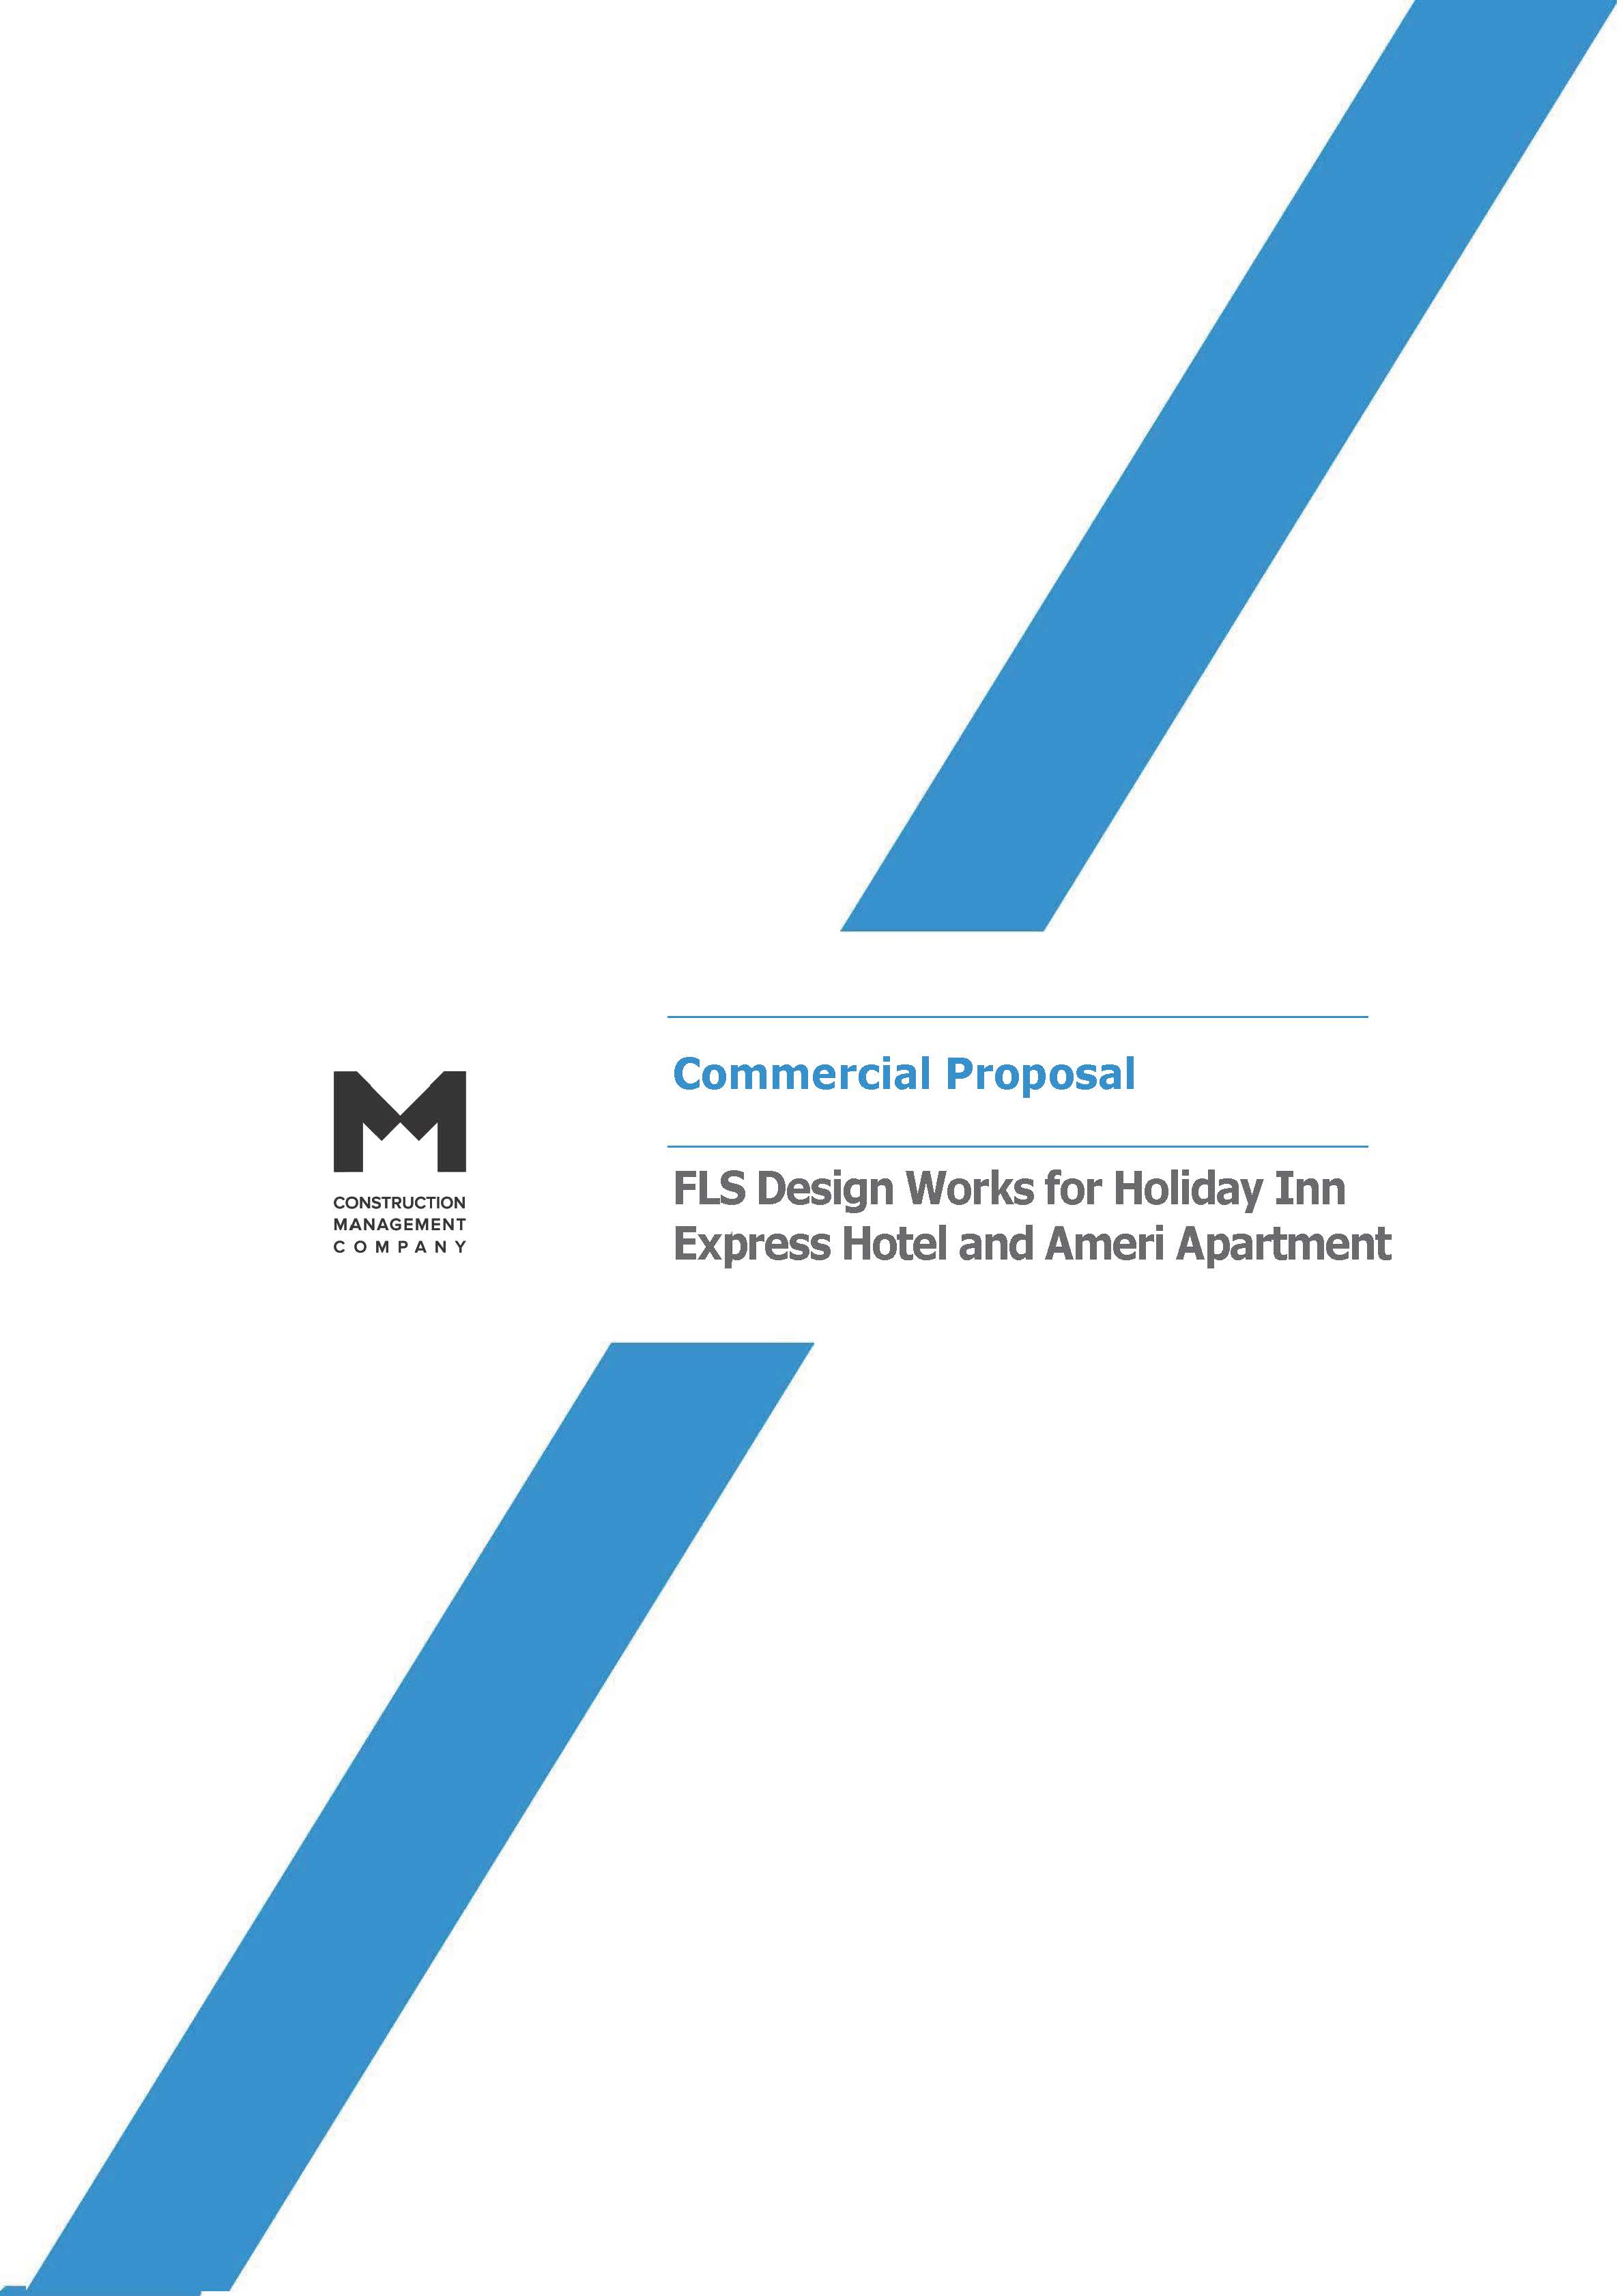 Commercial Proposal
CONSTRUCTION
MANAGEMENT
COMPANY
FLS Design Works for Holiday Inn
Express Hotel and Ameri Apartment